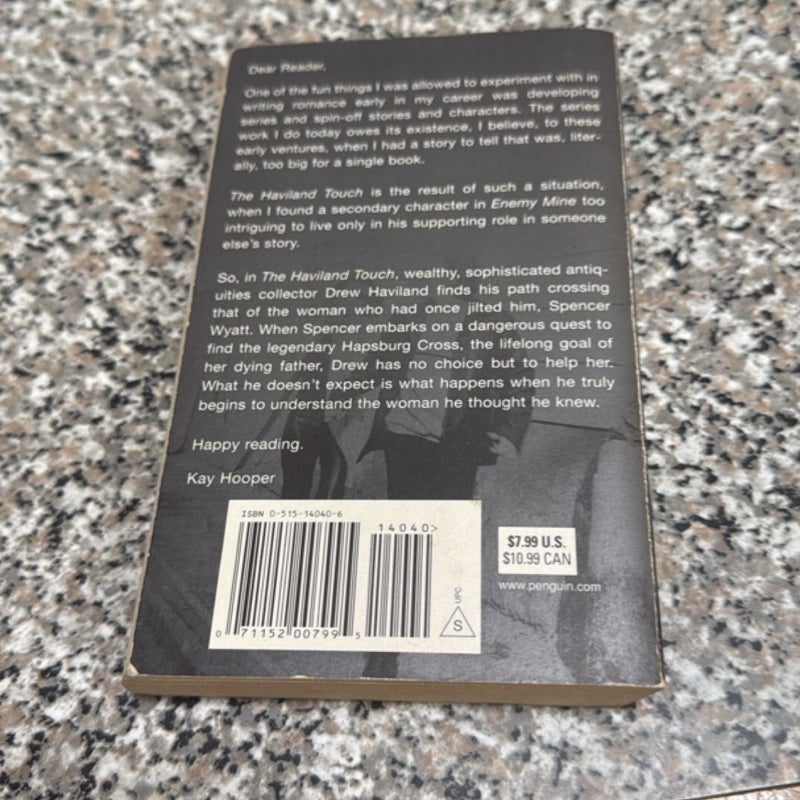 Dear Reader,
One of the fun things I was allowed to experiment with in
writing romance early in my career was developing
series and spin-off stories and characters. The series
work I do today owes its existence, I believe, to these
early ventures, when I had a story to tell that was, liter-
ally, too big for a single book.
The Haviland Touch is the result of such a situation,
when I found a secondary character in Enemy Mine too
intriguing to live only in his supporting role in someone
else's story.
So, in The Haviland Touch, wealthy, sophisticated antiq-
uities collector Drew Haviland finds his path crossing
that of the woman who had once jilted him, Spencer
Wyatt. When Spencer embarks on a dangerous quest to
find the legendary Hapsburg Cross, the lifelong goal of
her dying father, Drew has no choice but to help her.
What he doesn't expect is what happens when he truly
begins to understand the woman he thought he knew.
Happy reading.
Kay Hooper
ISBN 0-515-14040-6
14040>
0 71152 00799 5
UPC
S
$7.99 U.S.
$10.99 CAN
www.penguin.com